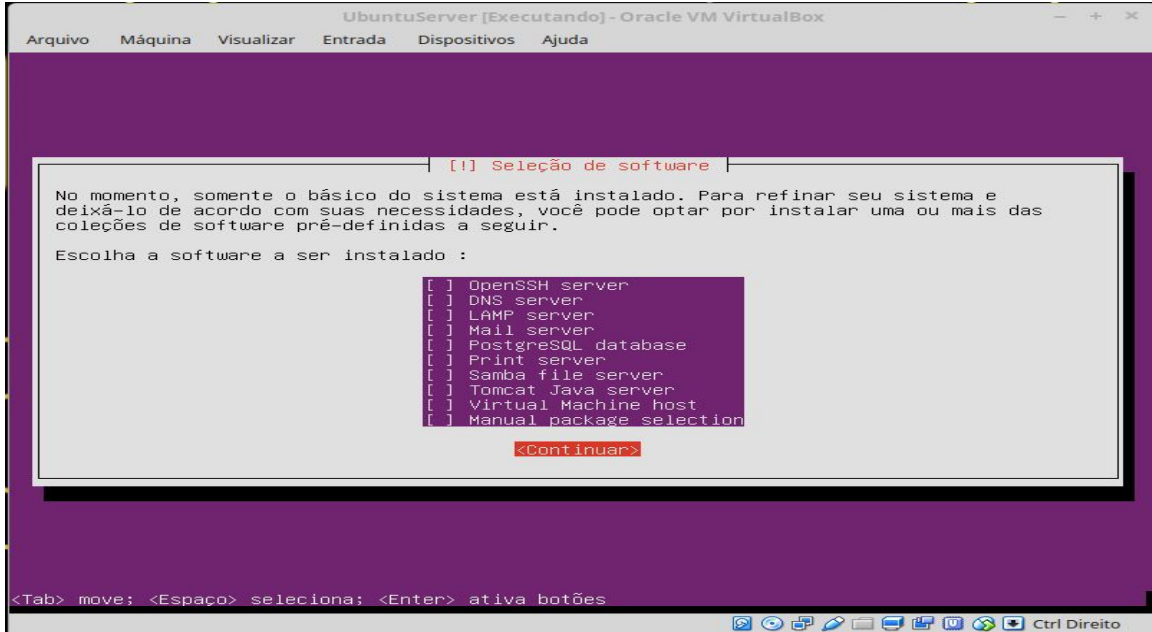 UbuntuServer [Executando] - Oracle VM VirtualBox
Arquivo Máquina Visualizar Entrada Dispositivos Ajuda
[!] Seleção de software
No momento, somente o básico do sistema está instalado. Para refinar seu sistema e
deixá-lo de acordo com suas necessidades, você pode optar por instalar uma ou mais das
coleções de software pré-definidas a seguir.
Escolha a software a ser instalado :
[ ] OpenSSH server
[ ] DNS server
[ ] LAMP server
[ ] Mail server
[ ] PostgreSQL database
[ ] Print server
[ ] Samba file server
[ ] Tomcat Java server
[ ] Virtual Machine host
[ ] Manual package selection
<Continuar>
<Tab> move; <Espaço> seleciona; <Enter> ativa botões
Ctrl Direito